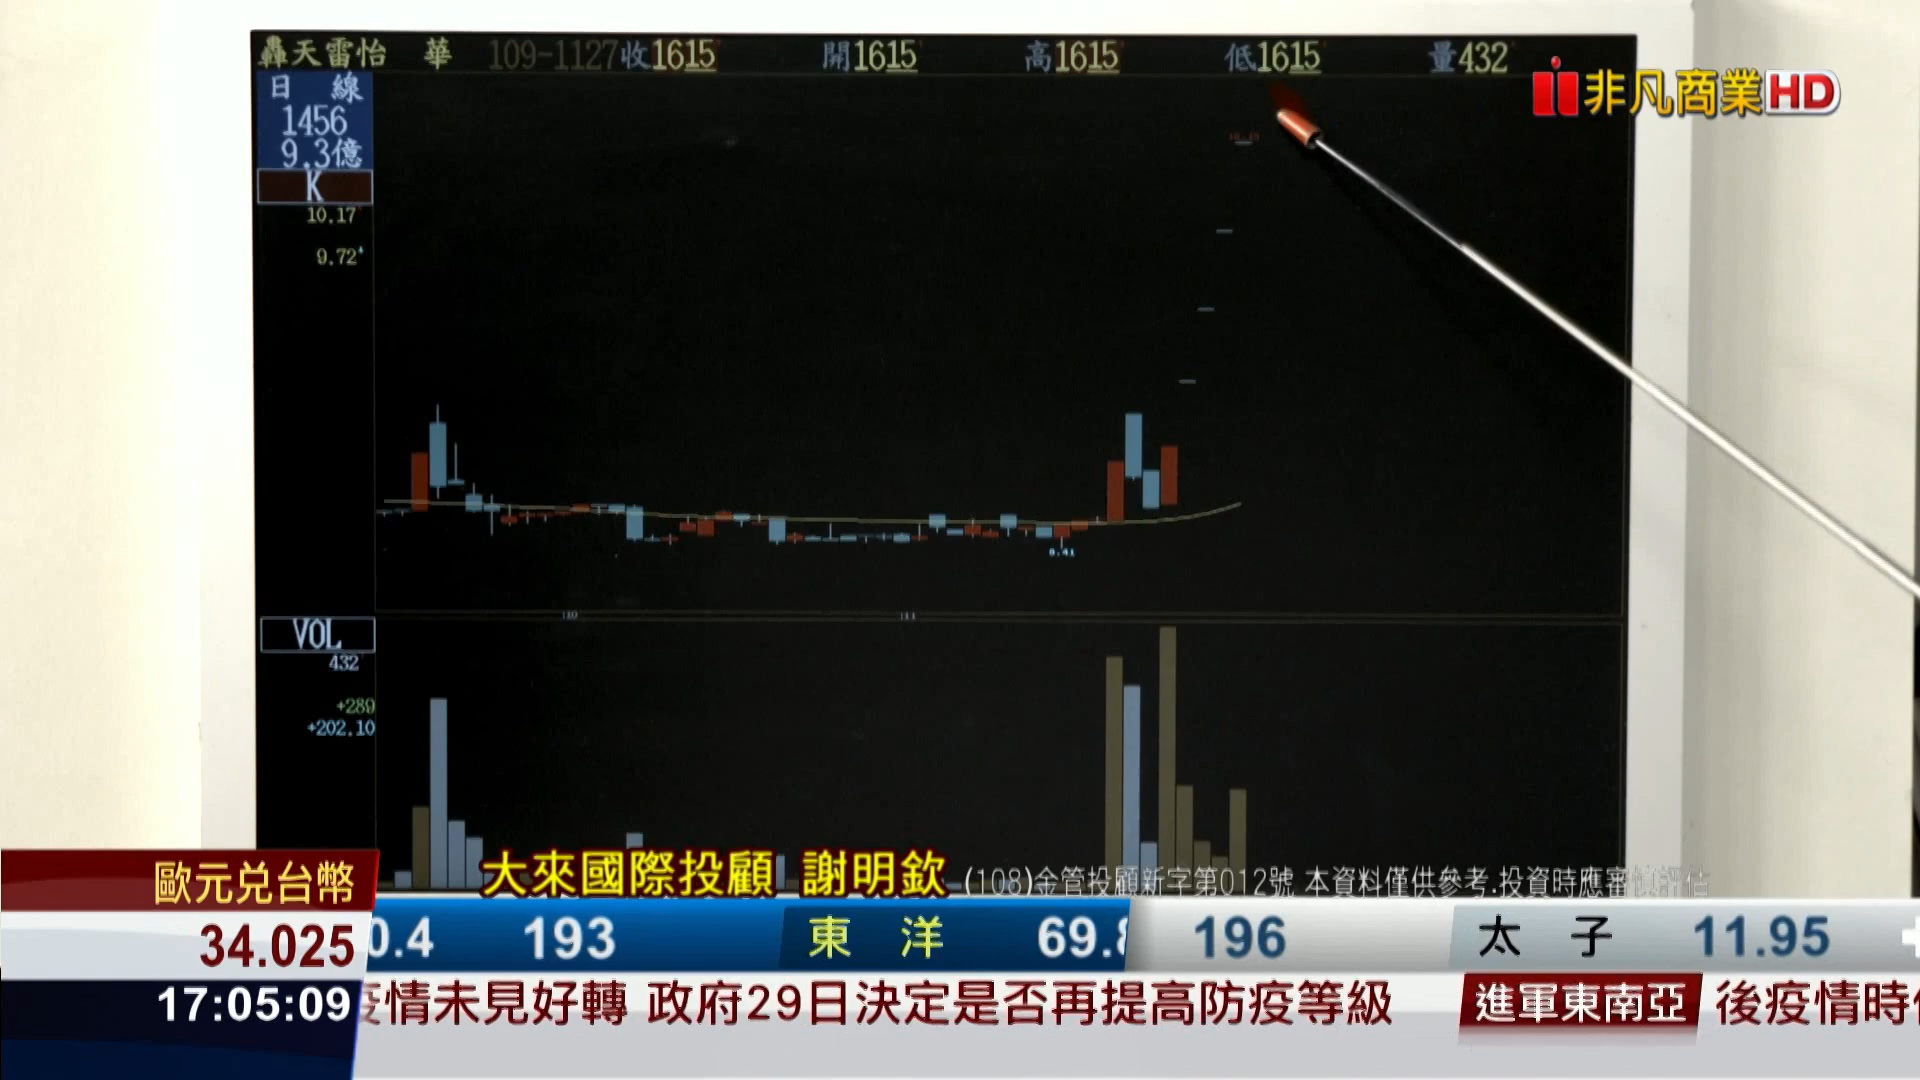 轟天雷怡 華 109-1127收1615 開1615 高1615 低1615 量432
非凡商業HD
日 線
1456
9.3億
K
10.17
9.72
9.41
10
11
VOL
432
+289
+202.10
大來國際投顧 謝明欽 (108)金管投顧新字第012號 本資料僅供參考.投資時應審慎評估
歐元兌台幣
34.025
0.4 193 東 洋 69.8 196 太 子 11.95
17:05:09
疫情未見好轉 政府29日決定是否再提高防疫等級 進軍東南亞 後疫情時代